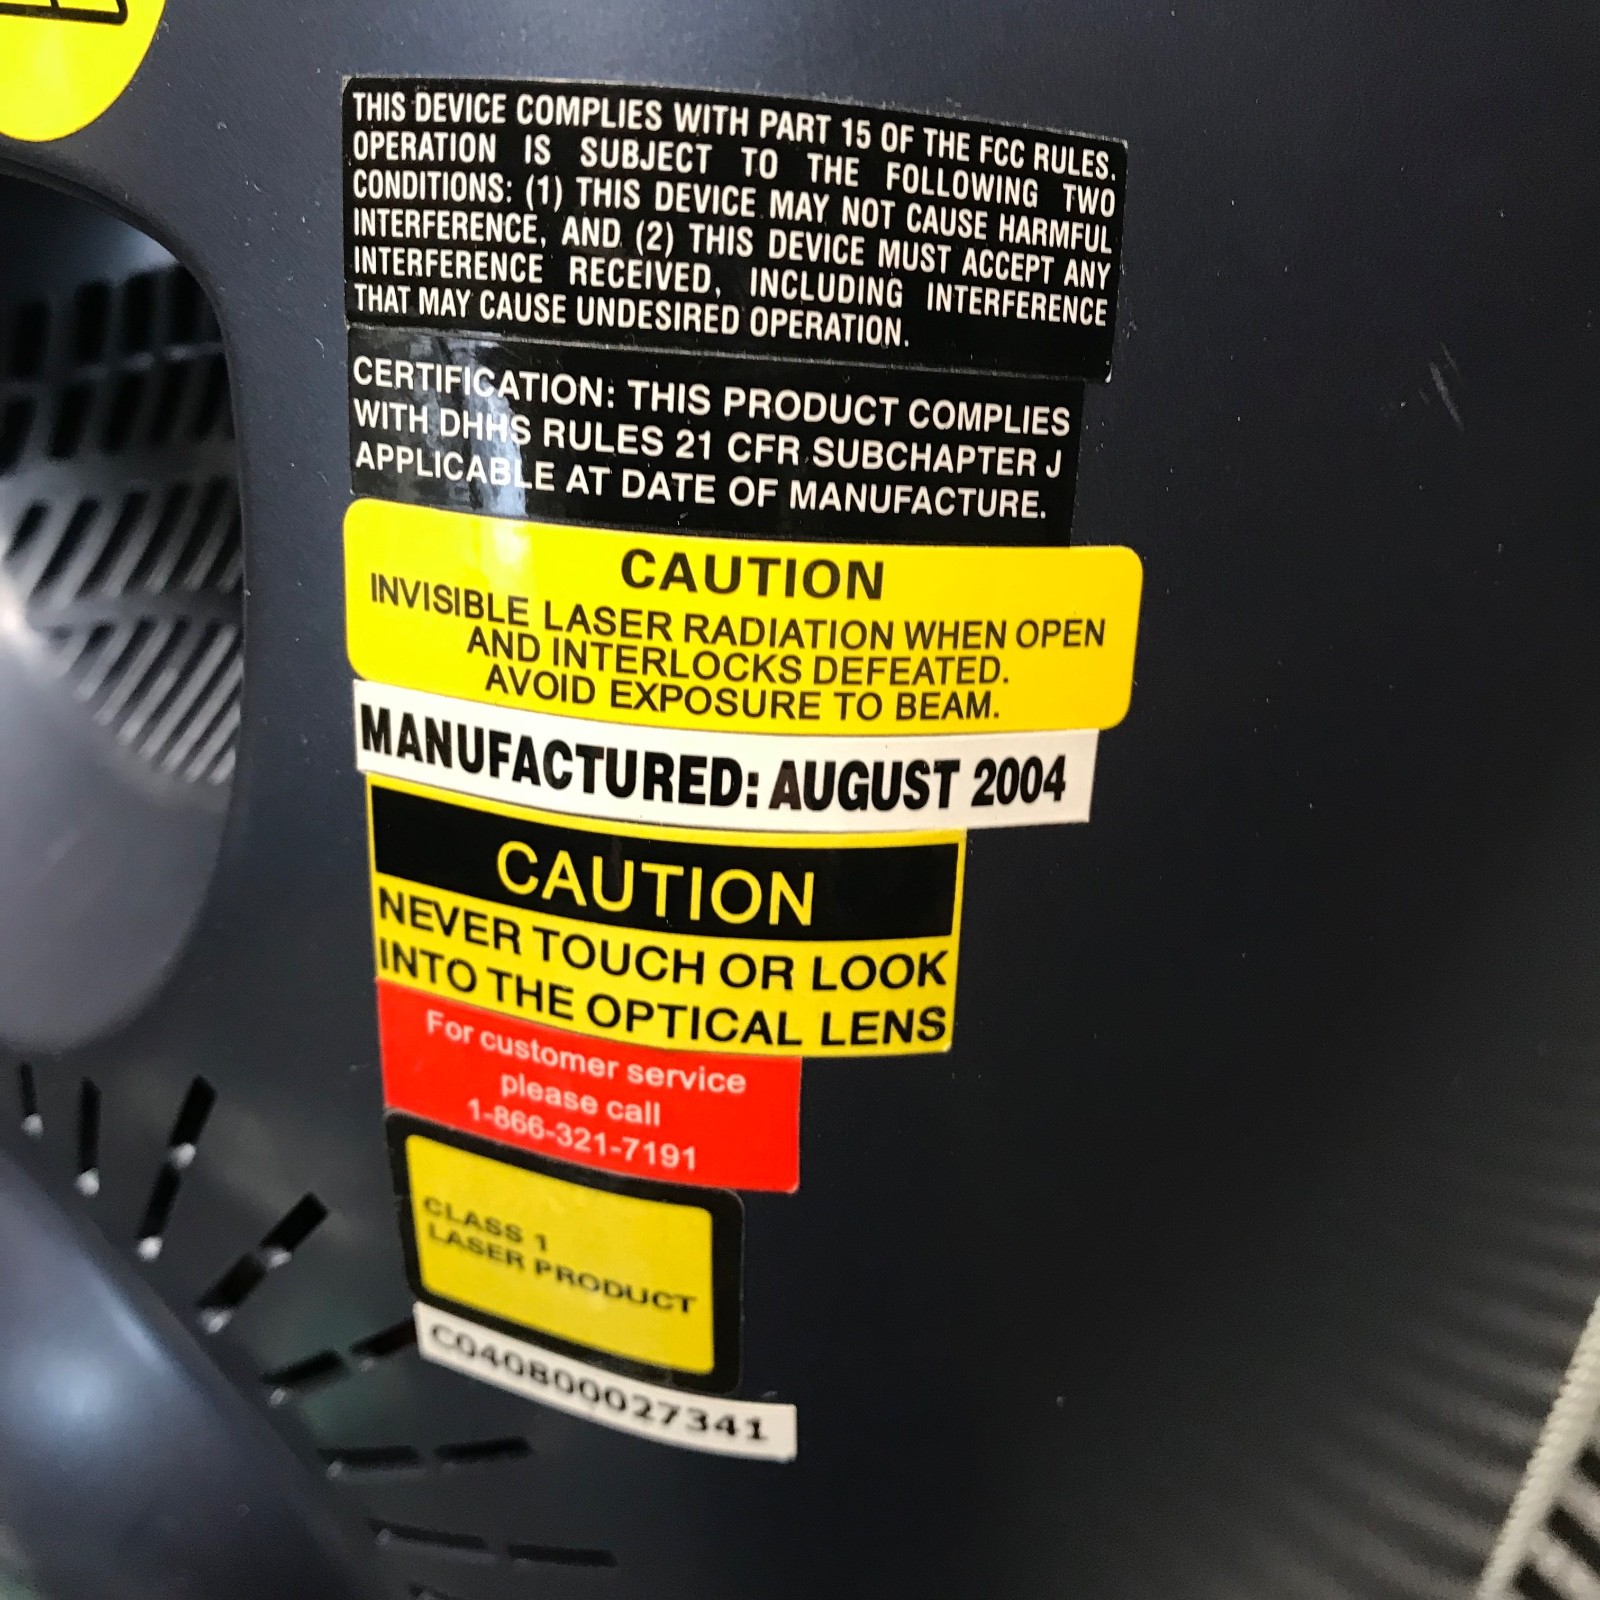 THIS DEVICE COMPLIES WITH PART 15 OF THE FCC RULES.
OPERATION IS SUBJECT TO THE FOLLOWING TWO
CONDITIONS: (1) THIS DEVICE MAY NOT CAUSE HARMFUL
INTERFERENCE, AND (2) THIS DEVICE MUST ACCEPT ANY
INTERFERENCE RECEIVED, INCLUDING INTERFERENCE
THAT MAY CAUSE UNDESIRED OPERATION.
CERTIFICATION: THIS PRODUCT COMPLIES
WITH DHHS RULES 21 CFR SUBCHAPTER J
APPLICABLE AT DATE OF MANUFACTURE.
CAUTION
INVISIBLE LASER RADIATION WHEN OPEN
AND INTERLOCKS DEFEATED.
AVOID EXPOSURE TO BEAM.
MANUFACTURED: AUGUST 2004
CAUTION
NEVER TOUCH OR LOOK
INTO THE OPTICAL LENS
For customer service
please call
1-866-321-7191
CLASS 1
LASER PRODUCT
C040800027341